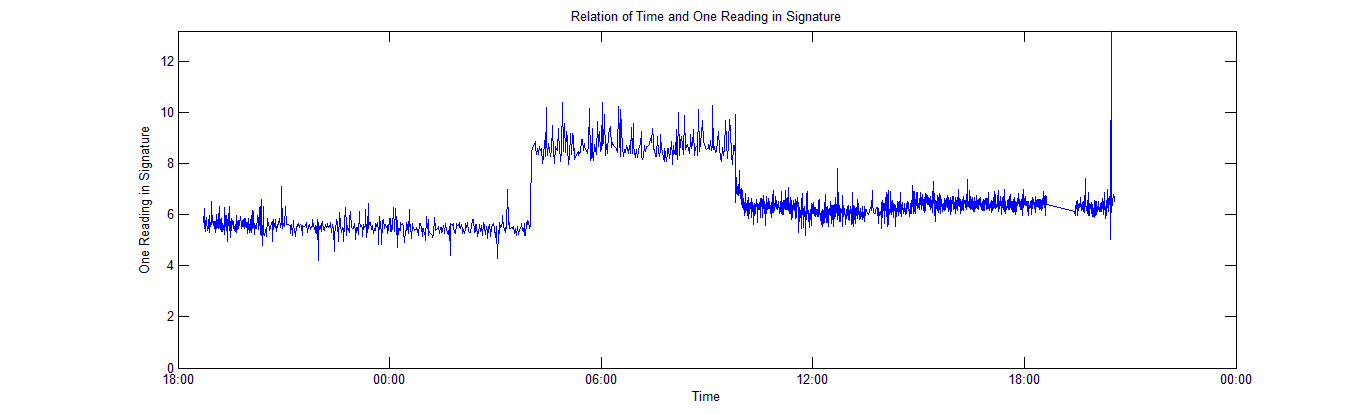 Relation of Time and One Reading in Signature
One Reading in Signature
12
10
8
6
4
2
0
18:00 00:00 06:00 12:00 18:00 00:00
Time